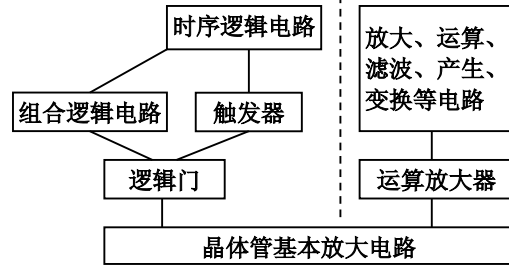 时序逻辑电路
放大、运算、
滤波、产生、
变换等电路
组合逻辑电路
触发器
逻辑门
运算放大器
晶体管基本放大电路